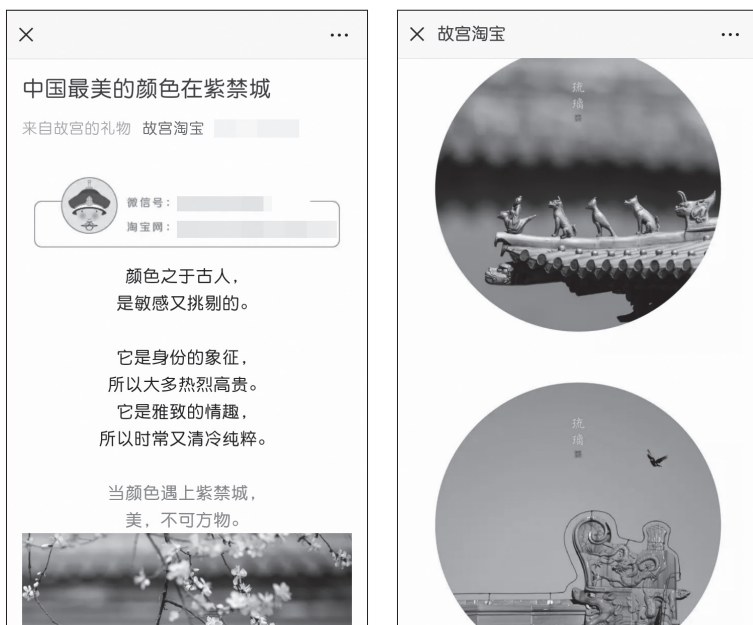 中国最美的颜色在紫禁城
来自故宫的礼物 故宫淘宝
微信号：
淘宝网：
颜色之于古人，
是敏感又挑剔的。
它是身份的象征，
所以大多热烈高贵。
它是雅致的情趣，
所以时常又清冷纯粹。
当颜色遇上紫禁城，
美，不可方物。
故宫淘宝
琉
璃
琉
璃